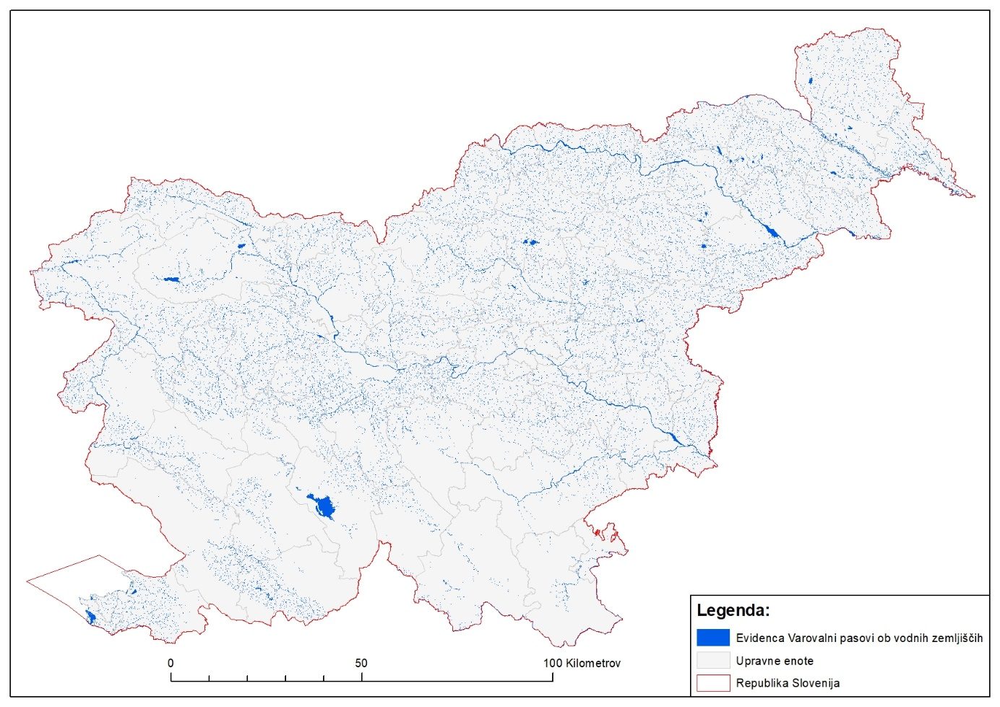 0 50 100 Kilometrov
Legenda:
Evidenca Varovalni pasovi ob vodnih zemljiščih
Upravne enote
Republika Slovenija